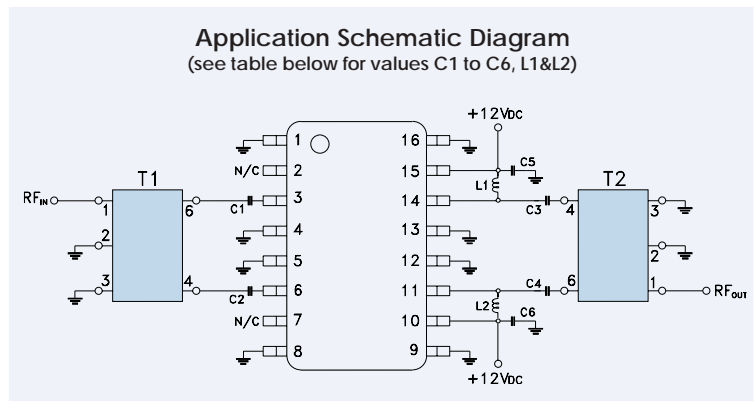 Application Schematic Diagram
(see table below for values C1 to C6, L1&L2)
+12VDC
1
16
C5
T1
N/C
2
15
T2
L1
RFIN
1
6
C1
3
14
C3
4
3
2
4
13
2
5
12
3
4
C2
6
11
C4
6
1
RFOUT
L2
N/C
7
10
C6
8
9
+12VDC